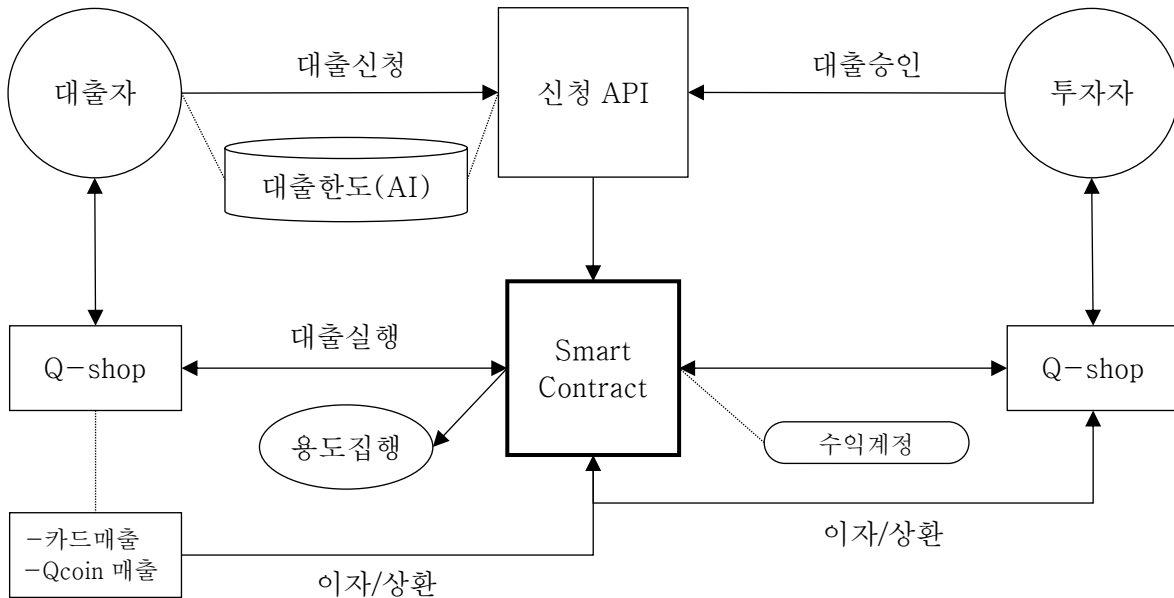 대출자
대출신청
신청 API
대출승인
투자자
대출한도(AI)
Q-shop
대출실행
Smart
Contract
Q-shop
용도집행
수익계정
-카드매출
-Qcoin 매출
이자/상환
이자/상환